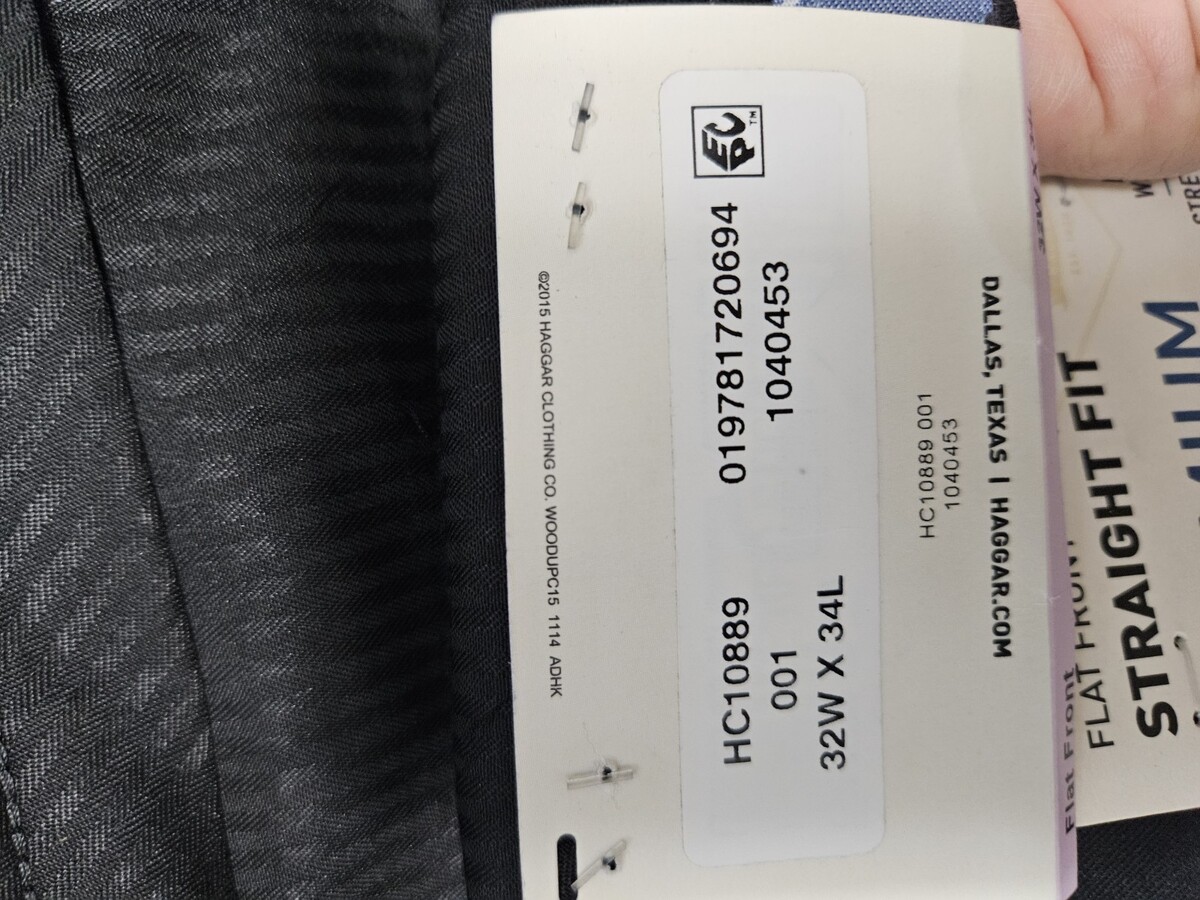 ©2015 HAGGAR CLOTHING CO. WOODUPC15 1114 ADHK
HC10889 019781720694
001 1040453
32W X 34L
EPC™
HC10889 001
1040453
DALLAS, TEXAS | HAGGAR.COM
Flat Front
FLAT FRONT
STRAIGHT FIT